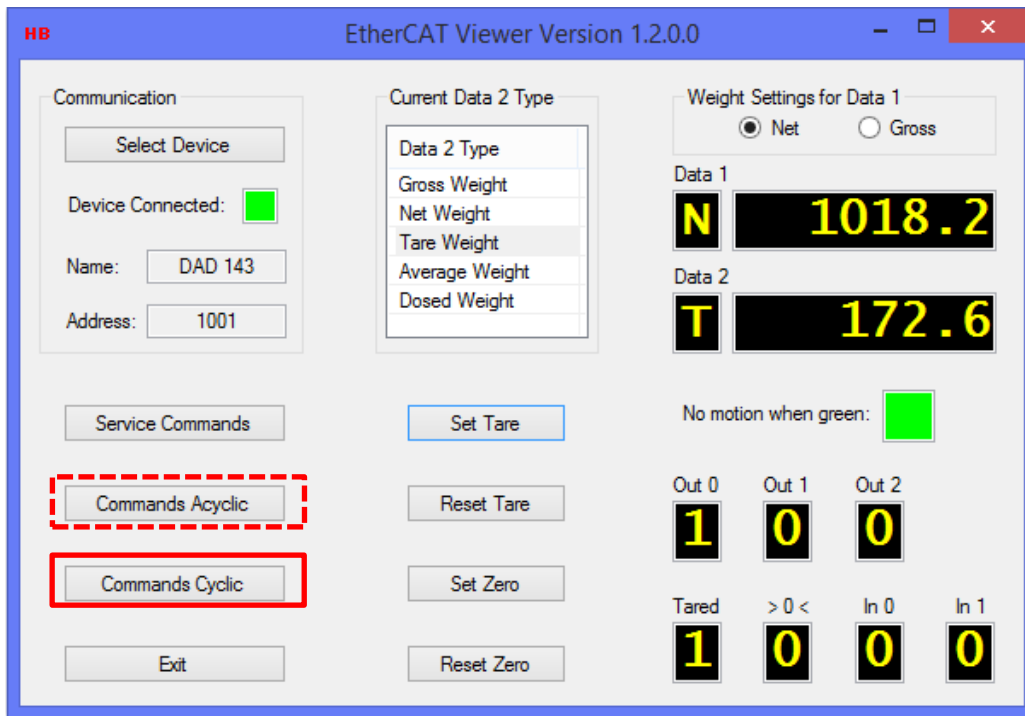 HB
EtherCAT Viewer Version 1.2.0.0
Communication
Select Device
Device Connected:
Name: DAD 143
Address: 1001
Current Data 2 Type
Data 2 Type
Gross Weight
Net Weight
Tare Weight
Average Weight
Dosed Weight
Weight Settings for Data 1
Net Gross
Data 1
N 1018.2
Data 2
T 172.6
Service Commands
Commands Acyclic
Commands Cyclic
Exit
Set Tare
Reset Tare
Set Zero
Reset Zero
No motion when green:
Out 0 Out 1 Out 2
1 0 0
Tared > 0 < In 0 In 1
1 0 0 0